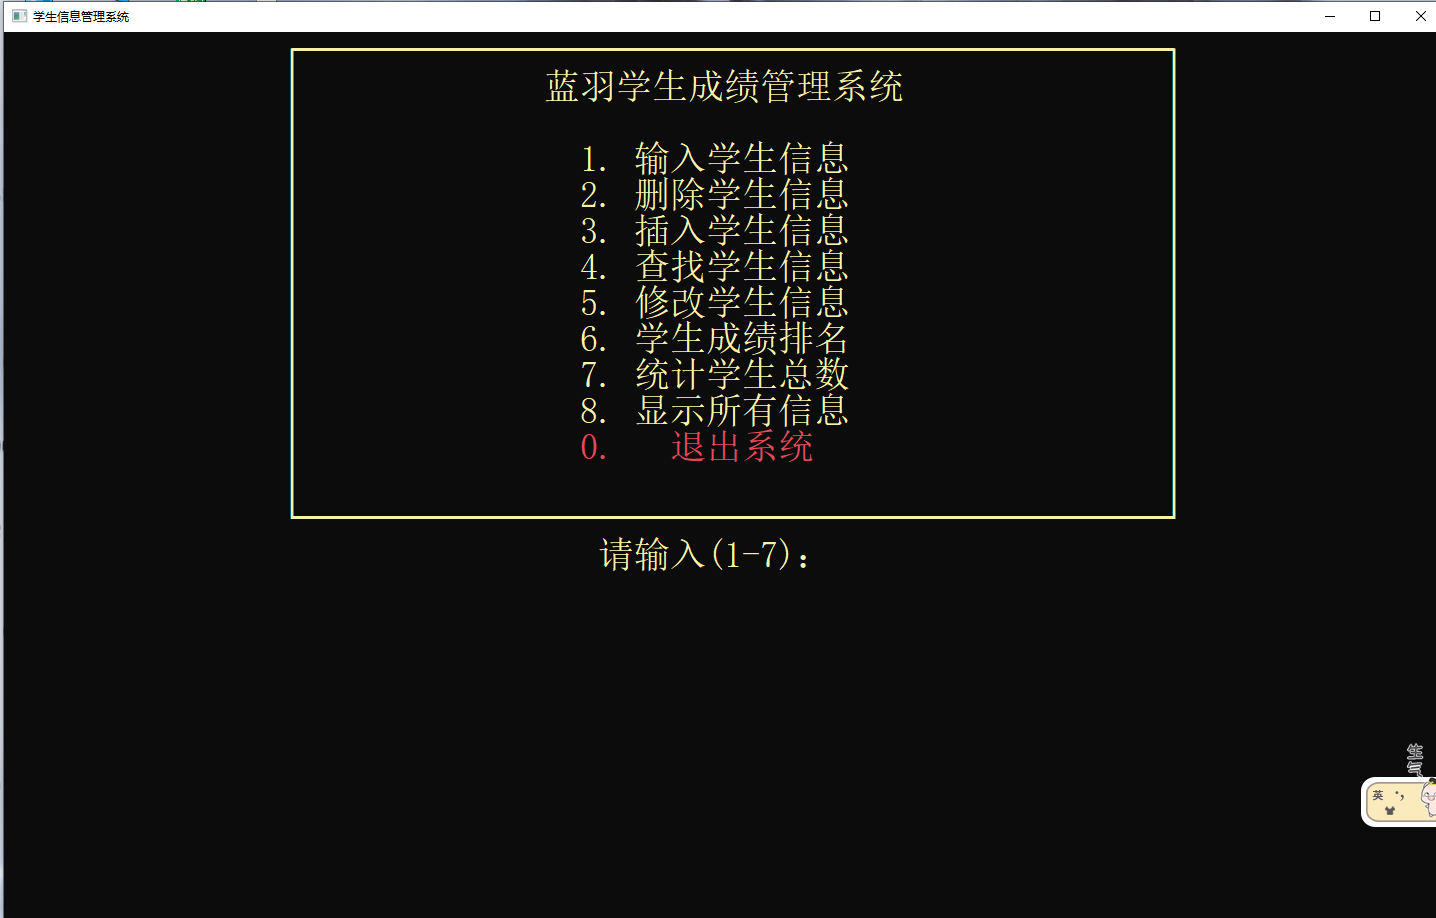 学生信息管理系统
蓝羽学生成绩管理系统
1. 输入学生信息
2. 删除学生信息
3. 插入学生信息
4. 查找学生信息
5. 修改学生信息
6. 学生成绩排名
7. 统计学生总数
8. 显示所有信息
0. 退出系统
请输入(1-7):
生气
英 °,